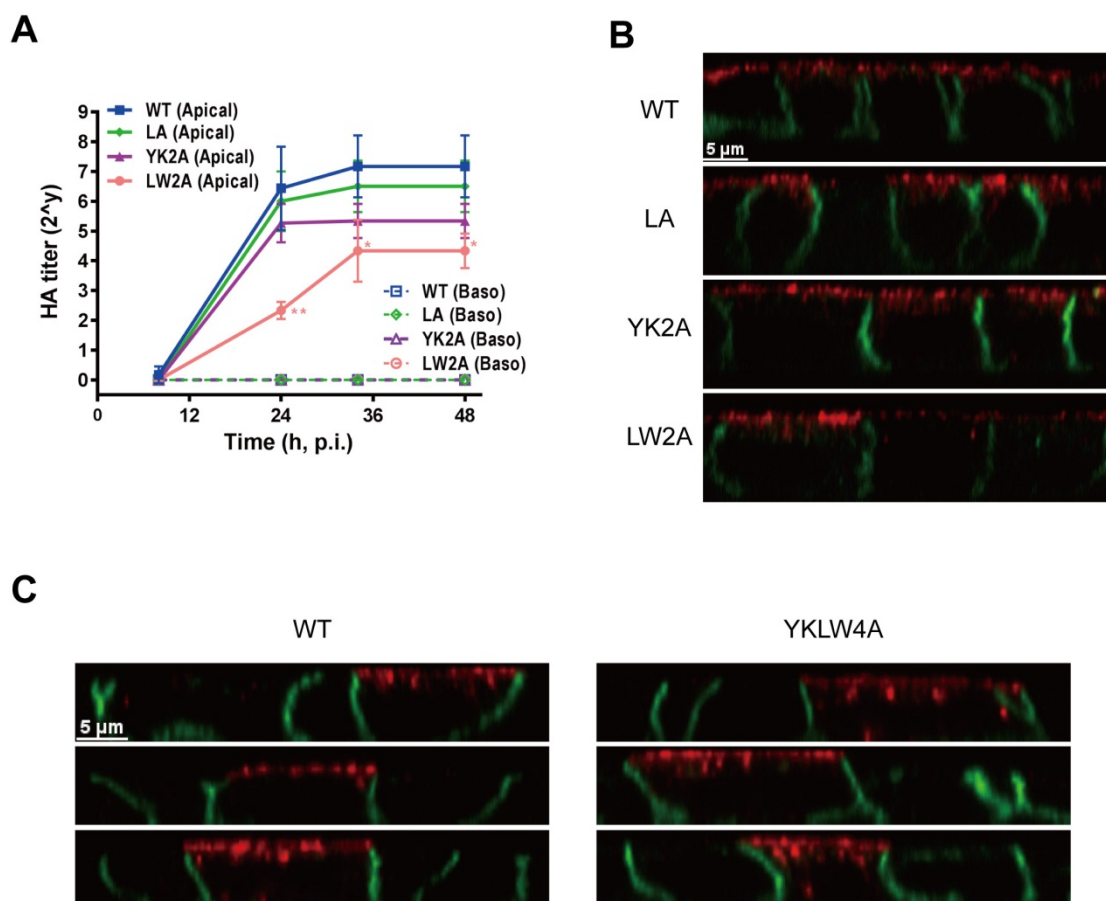 A
HA titer (2^y)
9
8
7
6
5
4
3
2
1
0
WT (Apical)
LA (Apical)
YK2A (Apical)
LW2A (Apical)
*
*
**
WT (Baso)
LA (Baso)
YK2A (Baso)
LW2A (Baso)
0 12 24 36 48
Time (h, p.i.)
B
WT
5 µm
LA
YK2A
LW2A
C
WT
5 µm
YKLW4A